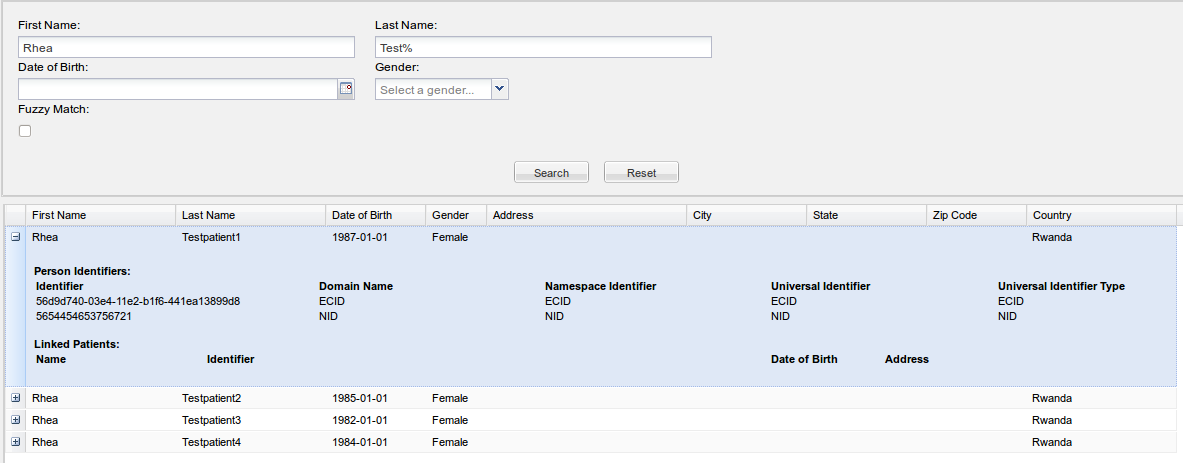 First Name: Last Name:
Rhea Test%
Date of Birth: Gender:
Select a gender...
Fuzzy Match:
Search Reset
First Name Last Name Date of Birth Gender Address City State Zip Code Country
Rhea Testpatient1 1987-01-01 Female Rwanda
Person Identifiers:
Identifier Domain Name Namespace Identifier Universal Identifier Universal Identifier Type
56d9d740-03e4-11e2-b1f6-441ea13899d8 ECID ECID ECID ECID
5654454653756721 NID NID NID NID
Linked Patients:
Name Identifier Date of Birth Address
Rhea Testpatient2 1985-01-01 Female Rwanda
Rhea Testpatient3 1982-01-01 Female Rwanda
Rhea Testpatient4 1984-01-01 Female Rwanda